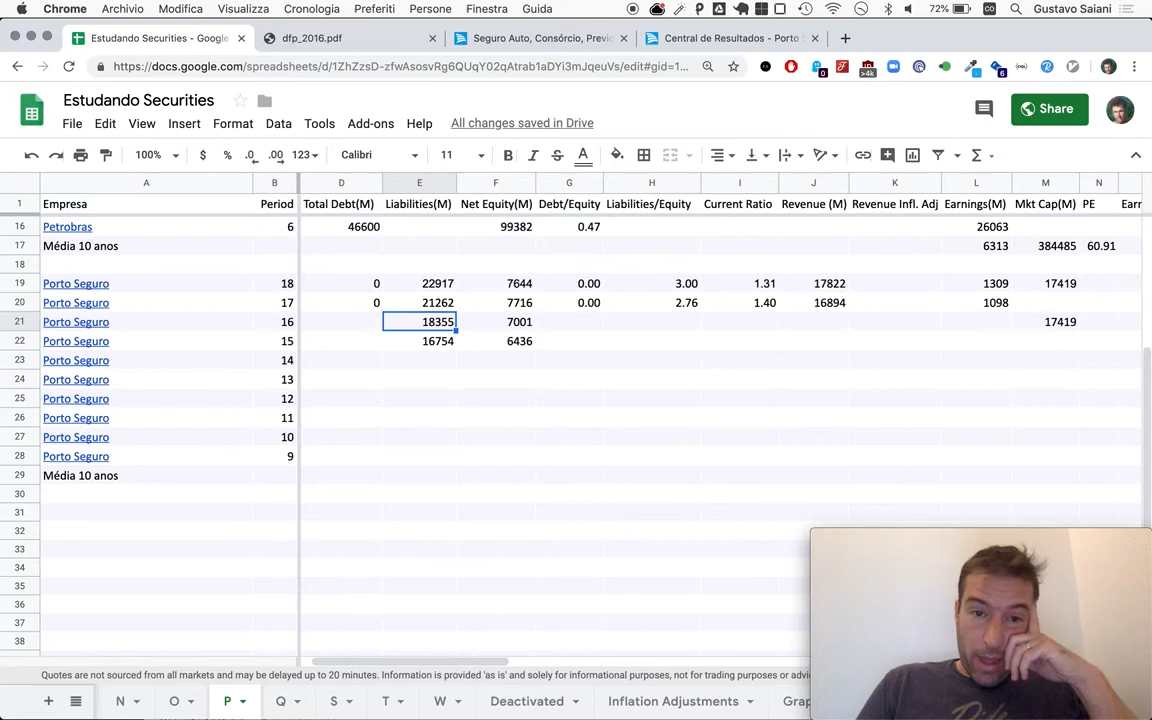 Chrome Archivio Modifica Visualizza Cronologia Preferiti Persone Finestra Guida 72% Gustavo Saiani
Estudando Securities - Google dfp_2016.pdf Seguro Auto, Consórcio, Previ Central de Resultados - Porto S
https://docs.google.com/spreadsheets/d/1ZhZzsD-zfwAsosvRg6QUqY02qAtrab1aDYi3mJqeuVs/edit#gid=1...
Estudando Securities
File Edit View Insert Format Data Tools Add-ons Help All changes saved in Drive Share
100% $ % .0 .00 123 Calibri 11 B I S A
A B D E F G H I J K L M N
1 Empresa Period Total Debt(M) Liabilities(M) Net Equity(M) Debt/Equity Liabilities/Equity Current Ratio Revenue (M) Revenue Infl. Adj Earnings(M) Mkt Cap(M) PE Earn
16 Petrobras 6 46600 99382 0.47 26063
17 Média 10 anos 6313 384485 60.91
18
19 Porto Seguro 18 0 22917 7644 0.00 3.00 1.31 17822 1309 17419
20 Porto Seguro 17 0 21262 7716 0.00 2.76 1.40 16894 1098
21 Porto Seguro 16 18355 7001 17419
22 Porto Seguro 15 16754 6436
23 Porto Seguro 14
24 Porto Seguro 13
25 Porto Seguro 12
26 Porto Seguro 11
27 Porto Seguro 10
28 Porto Seguro 9
29 Média 10 anos
30
31
32
33
34
35
36
37
38
Quotes are not sourced from all markets and may be delayed up to 20 minutes. Information is provided 'as is' and solely for informational purposes, not for trading purposes or advic
N O P Q S T W Deactivated Inflation Adjustments Grap